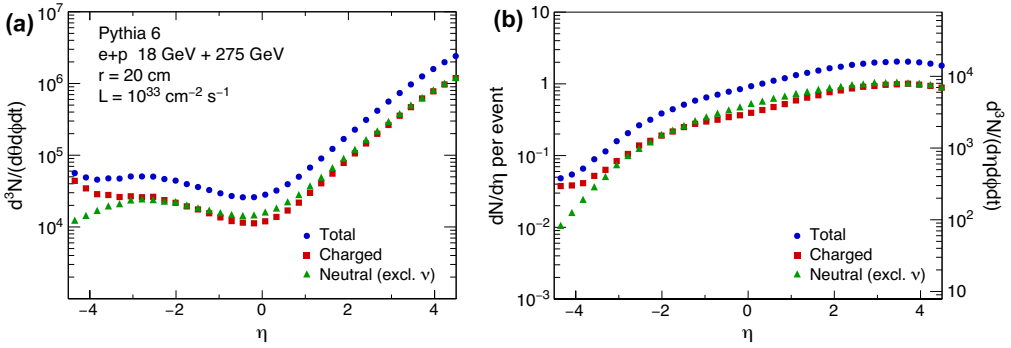 (a)
Pythia 6
e+p 18 GeV + 275 GeV
r = 20 cm
L = 10³³ cm⁻² s⁻¹
d³N/(dθdϕdt)
10⁷
10⁶
10⁵
10⁴
Total
Charged
Neutral (excl. ν)
−4 −2 0 2 4
η
(b)
dN/dη per event
10
1
10⁻¹
10⁻²
10⁻³
Total
Charged
Neutral (excl. ν)
10⁴
10³
10²
10
d³N/(dηdϕdt)
−4 −2 0 2 4
η